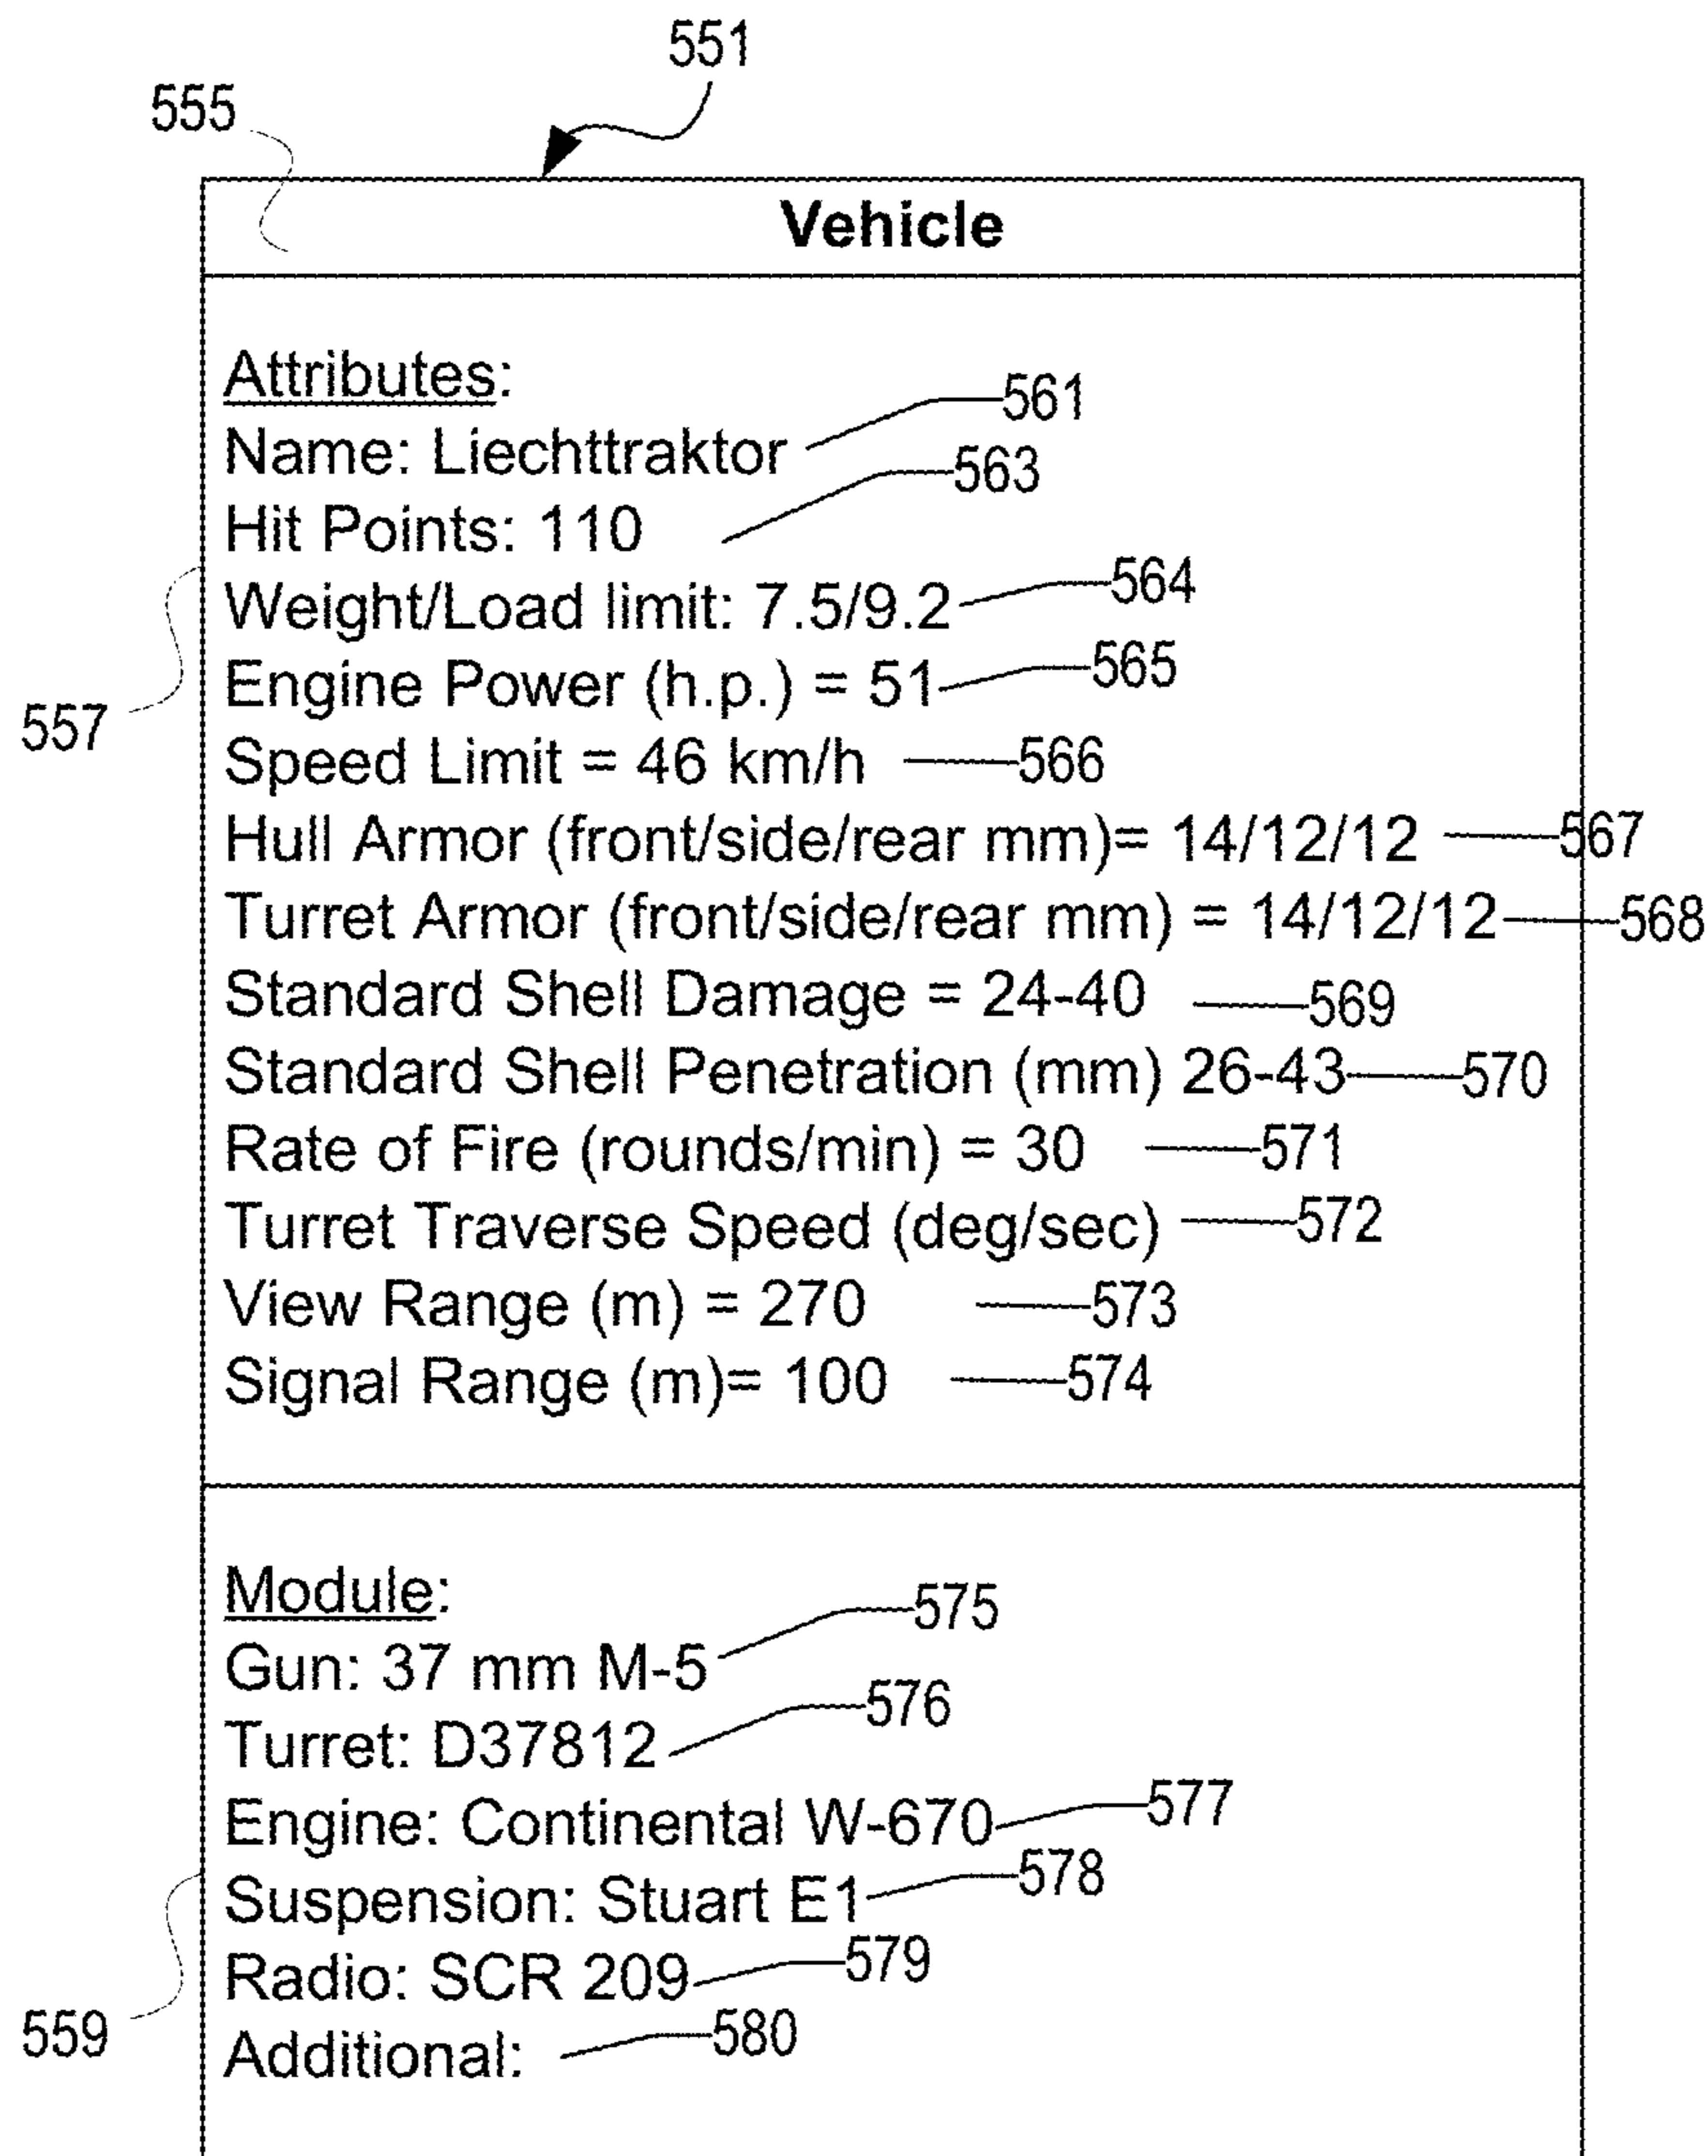 551
555
Vehicle
Attributes:
Name: Liechttraktor 561
Hit Points: 110 563
Weight/Load limit: 7.5/9.2 564
Engine Power (h.p.) = 51 565
557
Speed Limit = 46 km/h 566
Hull Armor (front/side/rear mm)= 14/12/12 567
Turret Armor (front/side/rear mm) = 14/12/12 568
Standard Shell Damage = 24-40 569
Standard Shell Penetration (mm) 26-43 570
Rate of Fire (rounds/min) = 30 571
Turret Traverse Speed (deg/sec) 572
View Range (m) = 270 573
Signal Range (m)= 100 574
Module:
Gun: 37 mm M-5 575
Turret: D37812 576
Engine: Continental W-670 577
Suspension: Stuart E1 578
Radio: SCR 209 579
559
Additional: 580